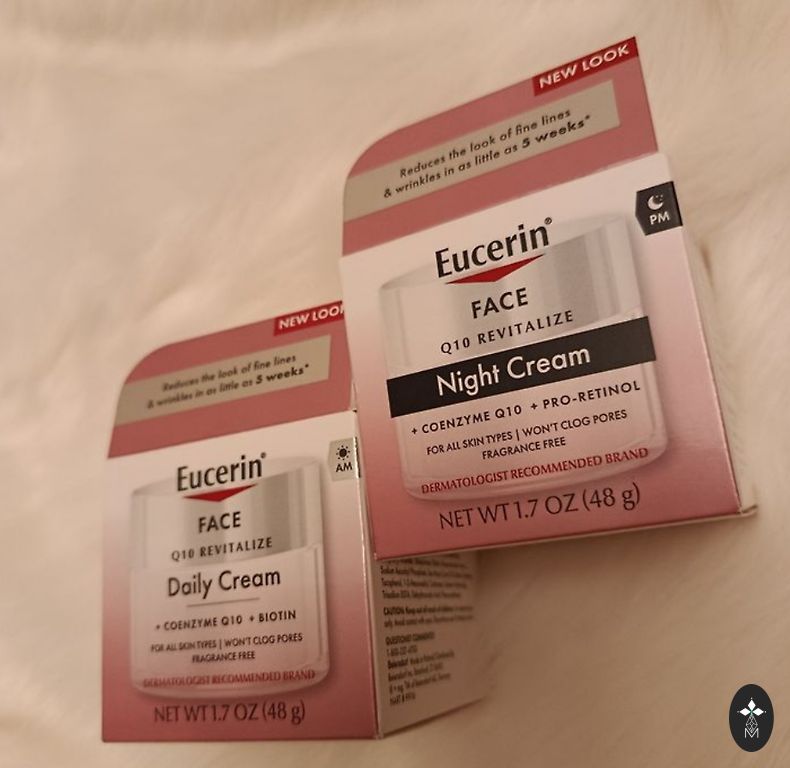 NEW LOOK
Reduces the look of fine lines
& wrinkles in as little as 5 weeks*
PM
Eucerin®
FACE
Q10 REVITALIZE
Night Cream
+ COENZYME Q10 + PRO-RETINOL
FOR ALL SKIN TYPES | WON'T CLOG PORES
FRAGRANCE FREE
DERMATOLOGIST RECOMMENDED BRAND
NET WT 1.7 OZ (48 g)
NEW LOOK
Reduces the look of fine lines
& wrinkles in as little as 5 weeks*
AM
Eucerin®
FACE
Q10 REVITALIZE
Daily Cream
+ COENZYME Q10 + BIOTIN
FOR ALL SKIN TYPES | WON'T CLOG PORES
FRAGRANCE FREE
DERMATOLOGIST RECOMMENDED BRAND
NET WT 1.7 OZ (48 g)
M